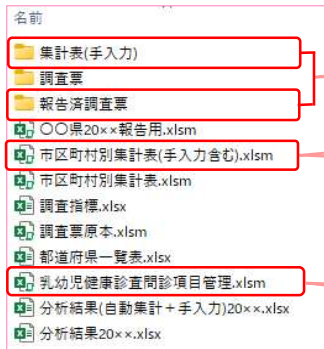 名前
集計表(手入力)
調査票
報告済調査票
〇〇県20××報告用.xlsm
市区町村別集計表(手入力含む).xlsm
市区町村別集計表.xlsm
調査指標.xlsx
調査票原本.xlsm
都道府県一覧表.xlsx
乳幼児健康診査問診項目管理.xlsm
分析結果(自動集計＋手入力)20××.xlsx
分析結果20××.xlsx